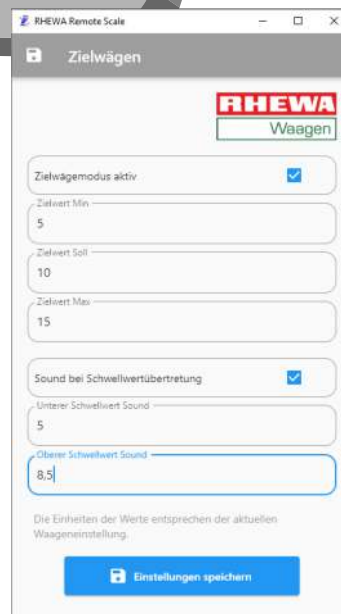 RHEWA Remote Scale
Zielwägen
RHEWA
Waagen
Zielwägemodus aktiv
Zielwert Min
5
Zielwert Soll
10
Zielwert Max
15
Sound bei Schwellwertübertretung
Unterer Schwellwert Sound
5
Oberer Schwellwert Sound
8,5
Die Einheiten der Werte entsprechen der aktuellen
Waageneinstellung.
Einstellungen speichern